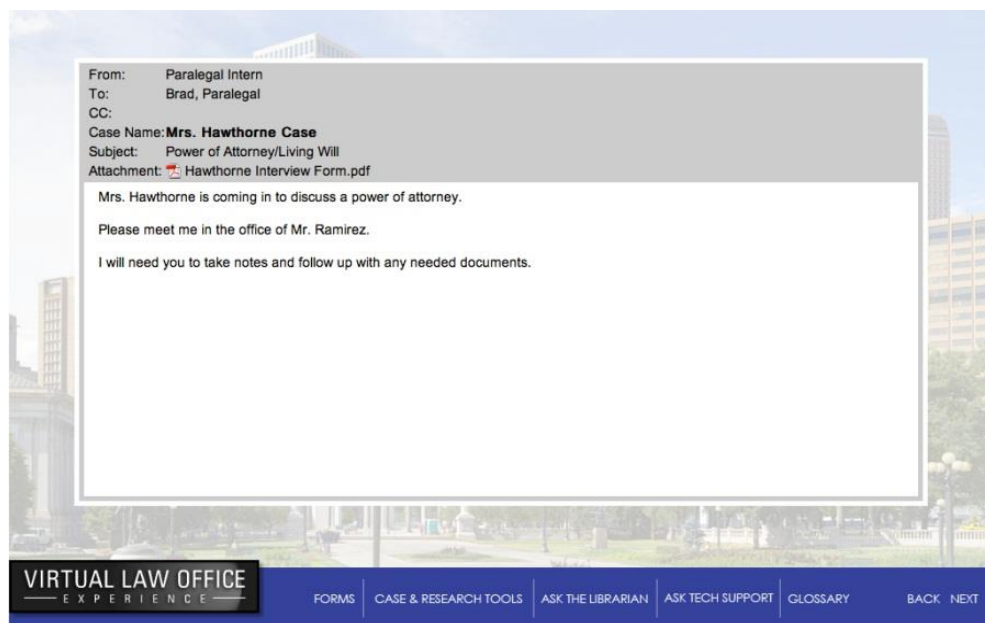 From: Paralegal Intern
To: Brad, Paralegal
CC:
Case Name: Mrs. Hawthorne Case
Subject: Power of Attorney/Living Will
Attachment: Hawthorne Interview Form.pdf
Mrs. Hawthorne is coming in to discuss a power of attorney.
Please meet me in the office of Mr. Ramirez.
I will need you to take notes and follow up with any needed documents.
VIRTUAL LAW OFFICE
EXPERIENCE
FORMS CASE & RESEARCH TOOLS ASK THE LIBRARIAN ASK TECH SUPPORT GLOSSARY BACK NEXT